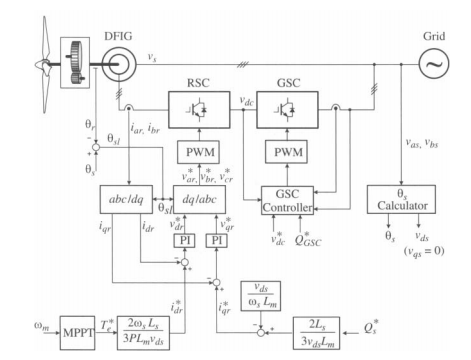 DFIG
Grid
v_s
RSC
GSC
v_dc
θ_r
i_ar, i_br
θ_sl
θ_s
PWM
PWM
v_as, v_bs
v*_ar, v*_br, v*_cr
abc/dq
θ_sl
dq/abc
GSC
Controller
θ_s
Calculator
v*_dr
v*_qr
v*_dc
Q*_GSC
θ_s
v_ds
(v_qs = 0)
i_qr
i_dr
PI
PI
i*_dr
i*_qr
v_ds
ω_s L_m
ω_m
MPPT
T*_e
2ω_s L_s
3PL_m v_ds
2L_s
3v_ds L_m
Q*_s